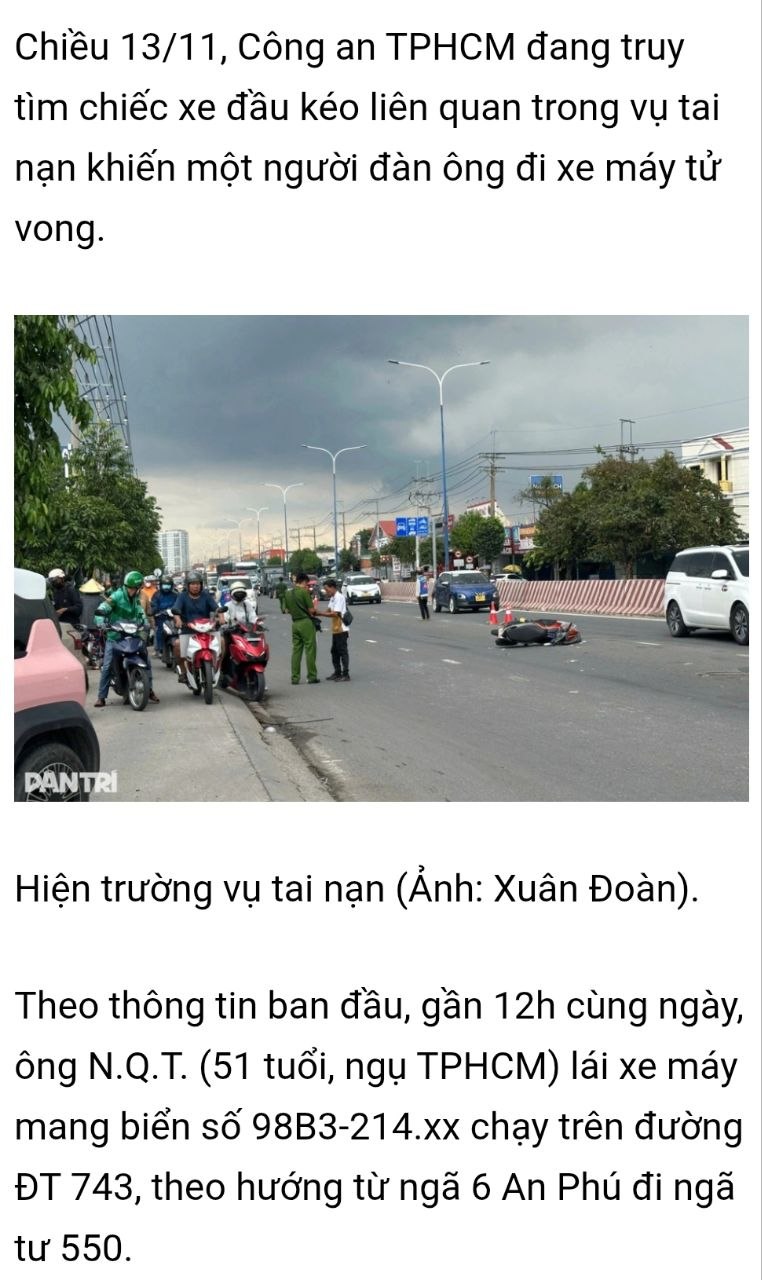 Chiều 13/11, Công an TPHCM đang truy
tìm chiếc xe đầu kéo liên quan trong vụ tai
nạn khiến một người đàn ông đi xe máy tử
vong.
DÂN TRÍ
Hiện trường vụ tai nạn (Ảnh: Xuân Đoàn).
Theo thông tin ban đầu, gần 12h cùng ngày,
ông N.Q.T. (51 tuổi, ngụ TPHCM) lái xe máy
mang biển số 98B3-214.xx chạy trên đường
ĐT 743, theo hướng từ ngã 6 An Phú đi ngã
tư 550.